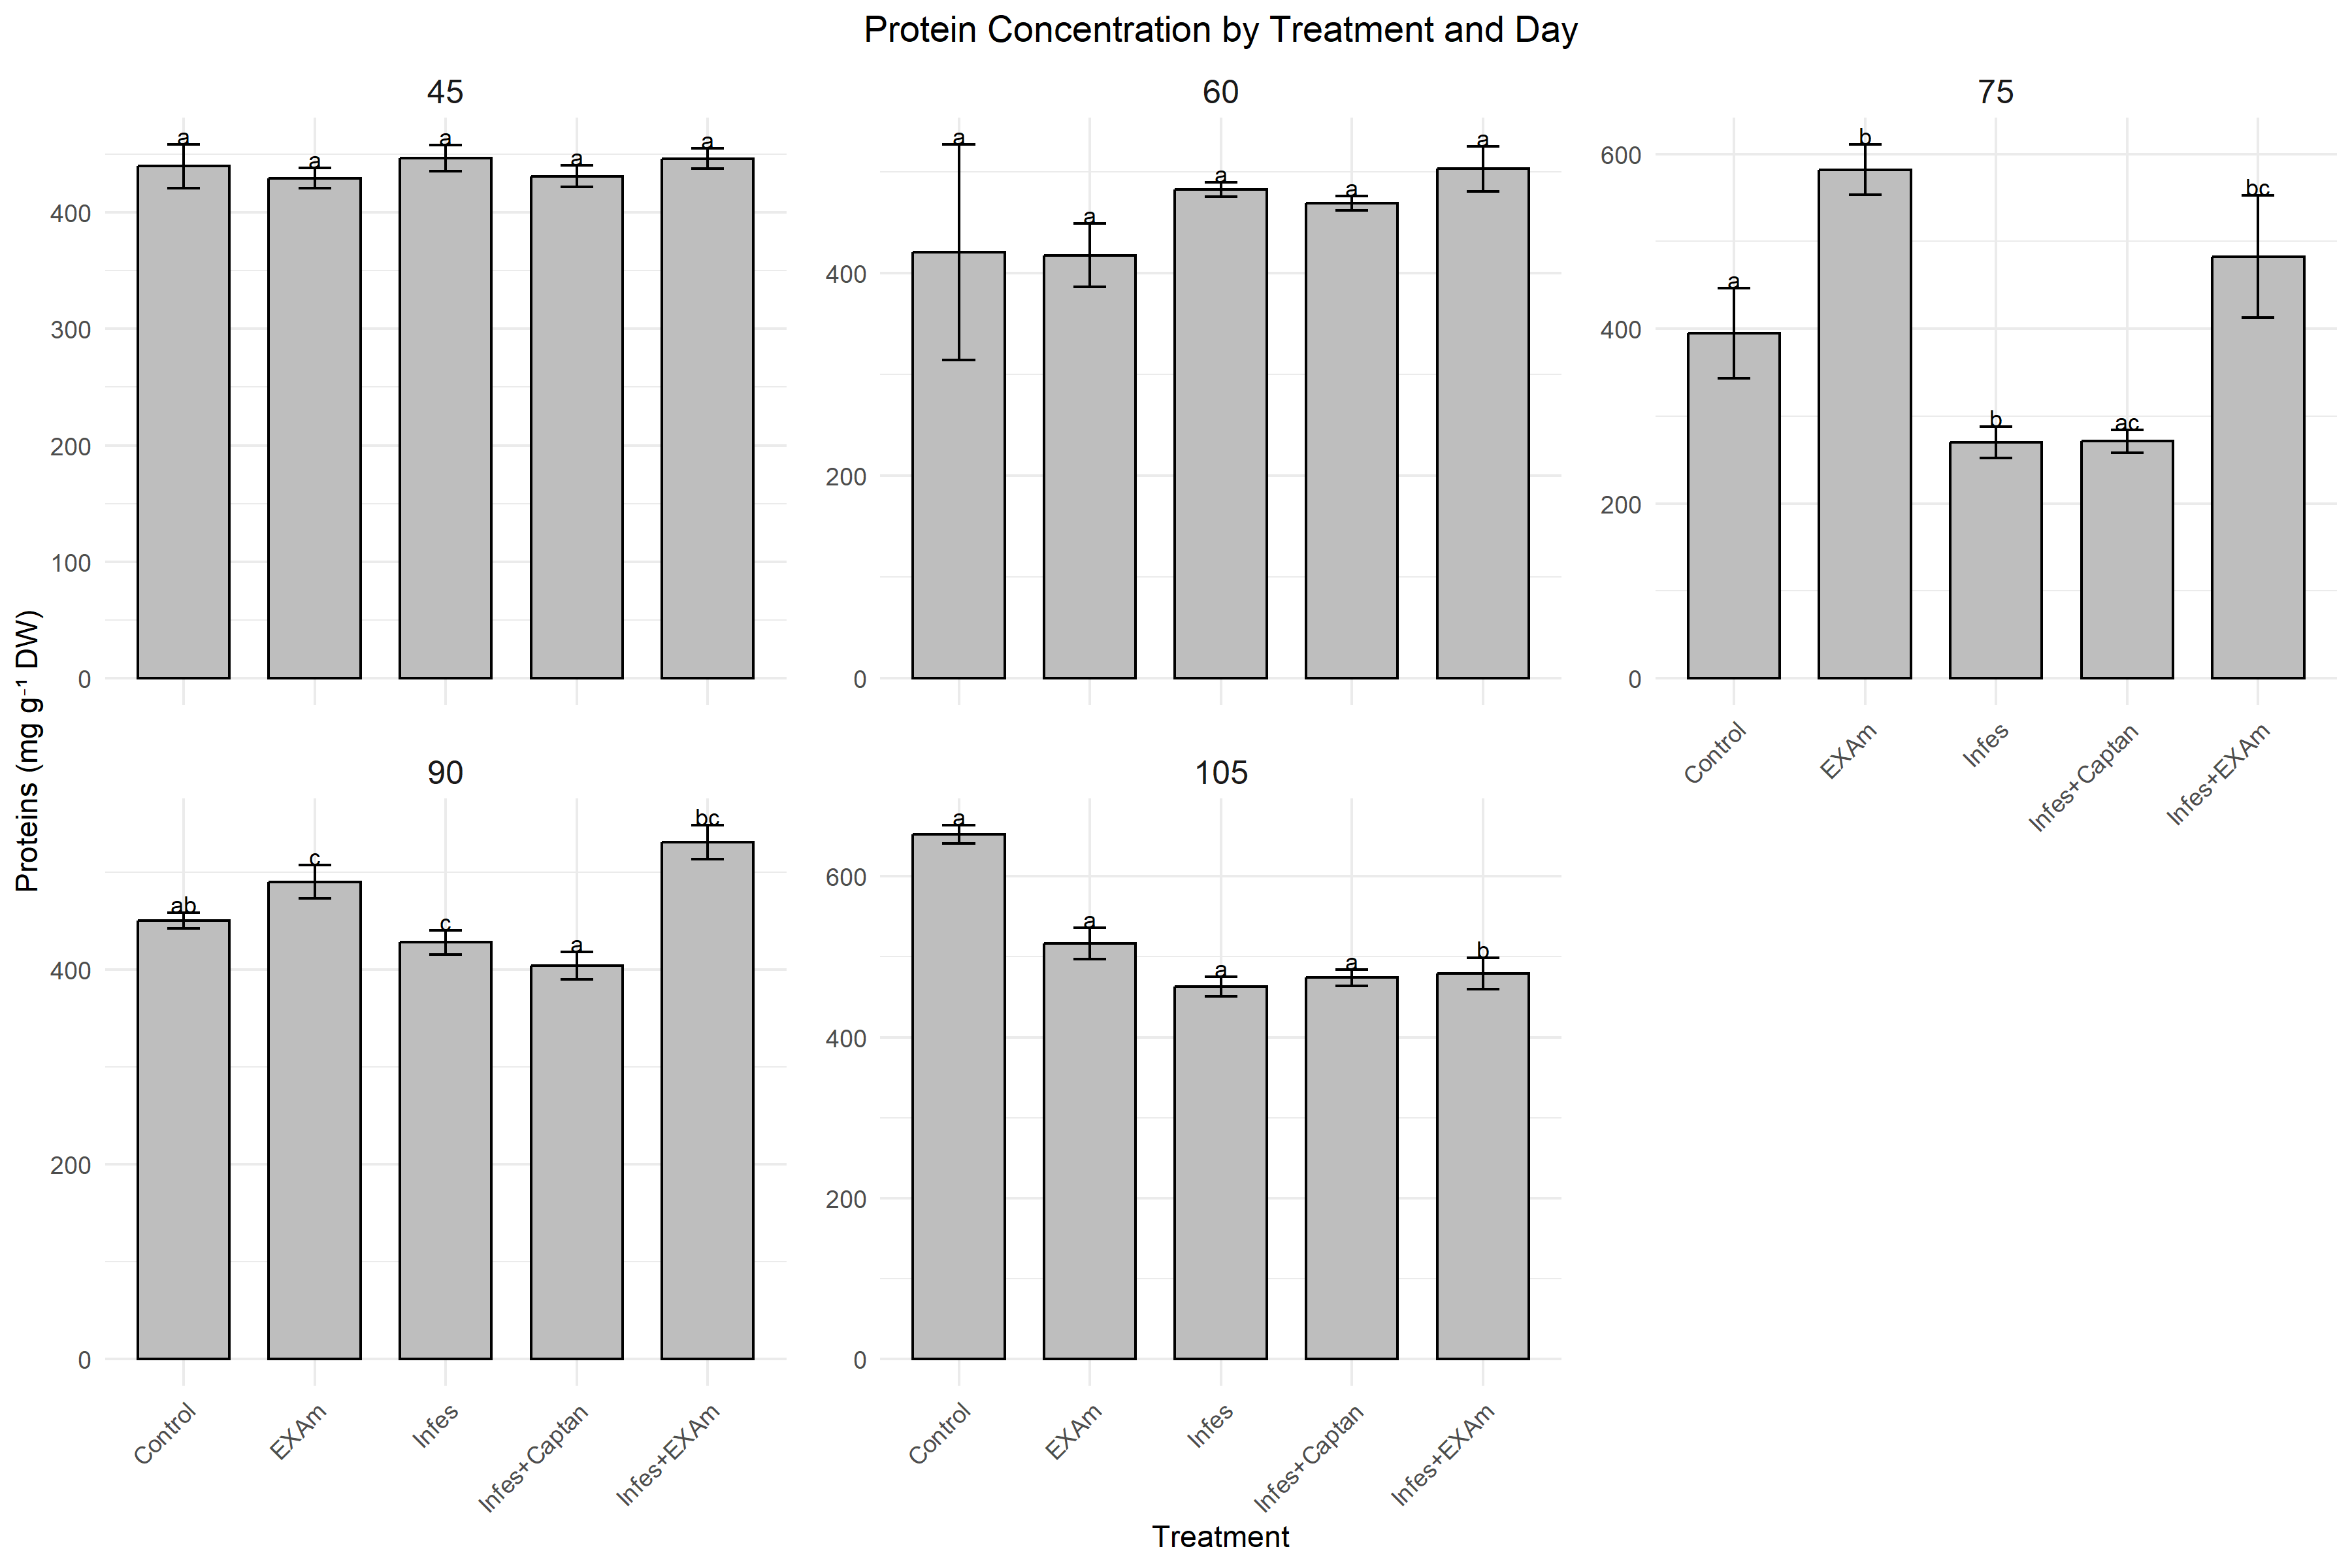 Protein Concentration by Treatment and Day
45
60
75
a
a
a
a
a
400
300
200
100
0
a
a
a
a
a
400
200
0
a
b
b
ac
bc
600
400
200
0
Control
EXAm
Infes
Infes+Captan
Infes+EXAm
Proteins (mg g⁻¹ DW)
90
105
ab
c
c
a
bc
400
200
0
a
a
a
a
b
600
400
200
0
Control
EXAm
Infes
Infes+Captan
Infes+EXAm
Control
EXAm
Infes
Infes+Captan
Infes+EXAm
Treatment